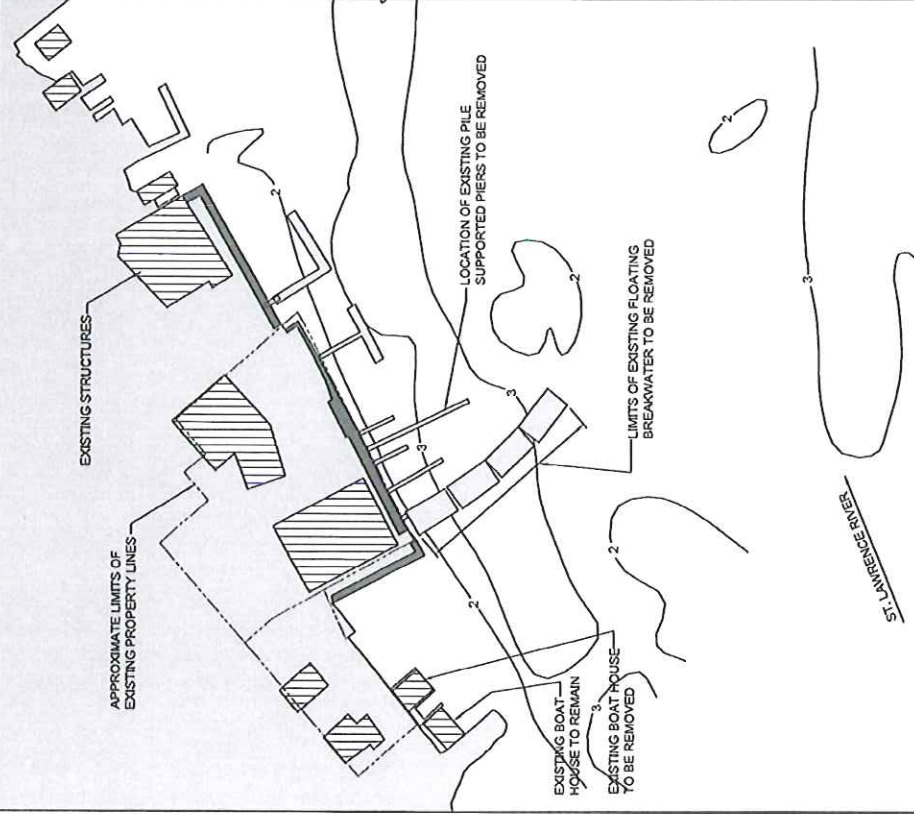 EXISTING STRUCTURES
APPROXIMATE LIMITS OF
EXISTING PROPERTY LINES
LOCATION OF EXISTING PILE
SUPPORTED PIERS TO BE REMOVED
LIMITS OF EXISTING FLOATING
BREAKWATER TO BE REMOVED
EXISTING BOAT
HOUSE TO REMAIN
EXISTING BOAT HOUSE
TO BE REMOVED
ST. LAWRENCE RIVER
2
2
2
3
3
3
2
2
3